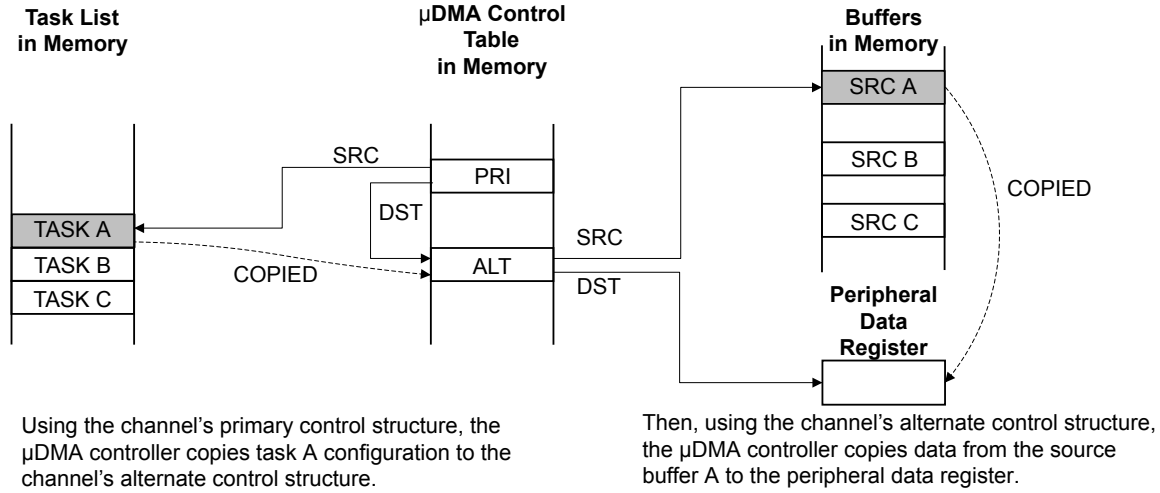 Task List
in Memory
µDMA Control
Table
in Memory
Buffers
in Memory
SRC A
SRC
PRI
SRC B
COPIED
DST
SRC C
TASK A
SRC
TASK B
COPIED
ALT
DST
TASK C
Peripheral
Data
Register
Using the channel’s primary control structure, the
µDMA controller copies task A configuration to the
channel’s alternate control structure.
Then, using the channel’s alternate control structure,
the µDMA controller copies data from the source
buffer A to the peripheral data register.